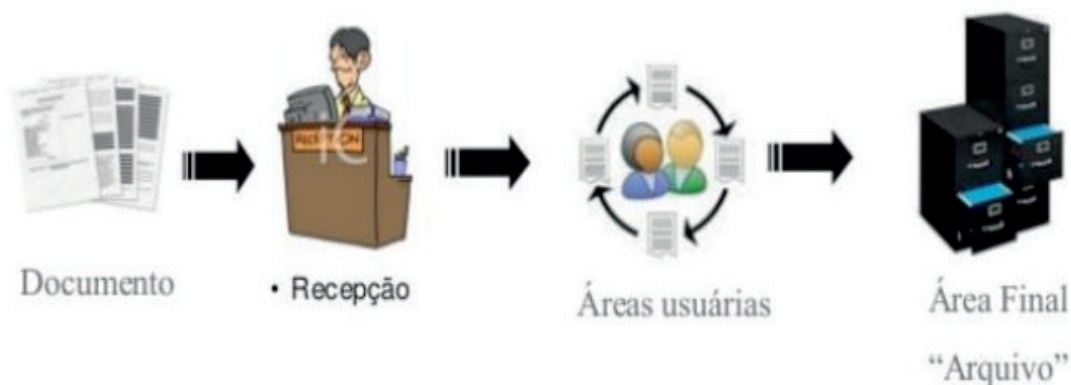 Documento
• Recepção
Áreas usuárias
Área Final
“Arquivo”